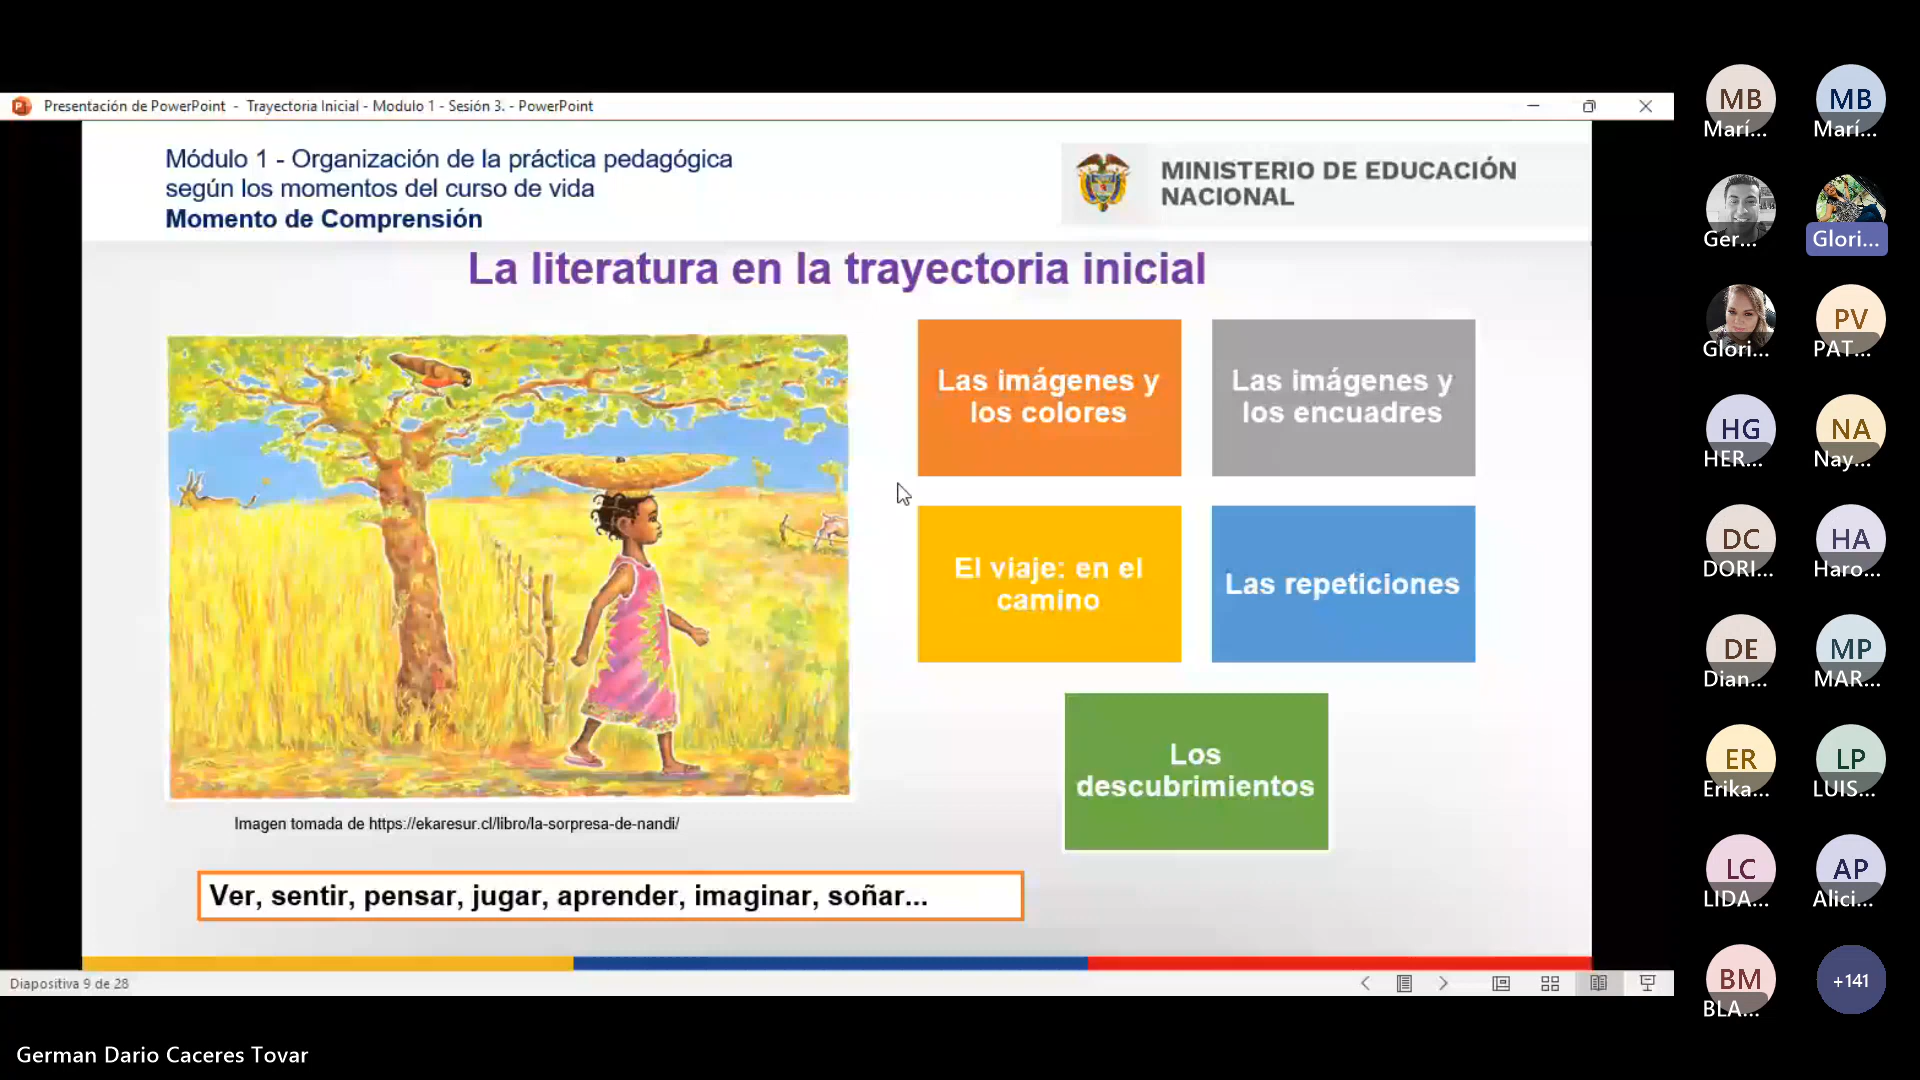 Presentación de PowerPoint - Trayectoria Inicial - Modulo 1 - Sesión 3. - PowerPoint
Módulo 1 - Organización de la práctica pedagógica
según los momentos del curso de vida
Momento de Comprensión
MINISTERIO DE EDUCACIÓN
NACIONAL
La literatura en la trayectoria inicial
Las imágenes y
los colores
Las imágenes y
los encuadres
El viaje: en el
camino
Las repeticiones
Los
descubrimientos
Imagen tomada de https://ekaresur.cl/libro/la-sorpresa-de-nandi/
Ver, sentir, pensar, jugar, aprender, imaginar, soñar...
Diapositiva 9 de 28
German Dario Caceres Tovar
MB
Marí...
MB
Marí...
Ger...
Glori...
Glori...
PV
PAT...
HG
HER...
NA
Nay...
DC
DORI...
HA
Haro...
DE
Dian...
MP
MAR...
ER
Erika...
LP
LUIS...
LC
LIDA...
AP
Alici...
BM
BLA...
+141